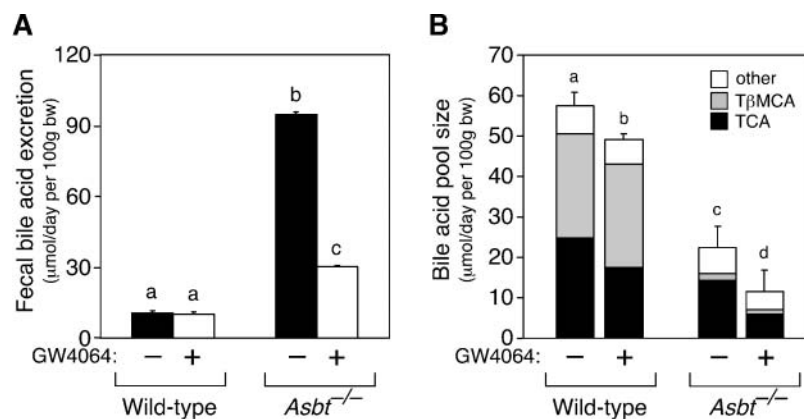 A
Fecal bile acid excretion
(μmol/day per 100g bw)
120
90
60
30
0
a
a
b
c
GW4064:
−
+
−
+
Wild-type
Asbt−/−
B
Bile acid pool size
(μmol/day per 100g bw)
70
60
50
40
30
20
10
0
a
b
c
d
other
TβMCA
TCA
GW4064:
−
+
−
+
Wild-type
Asbt−/−